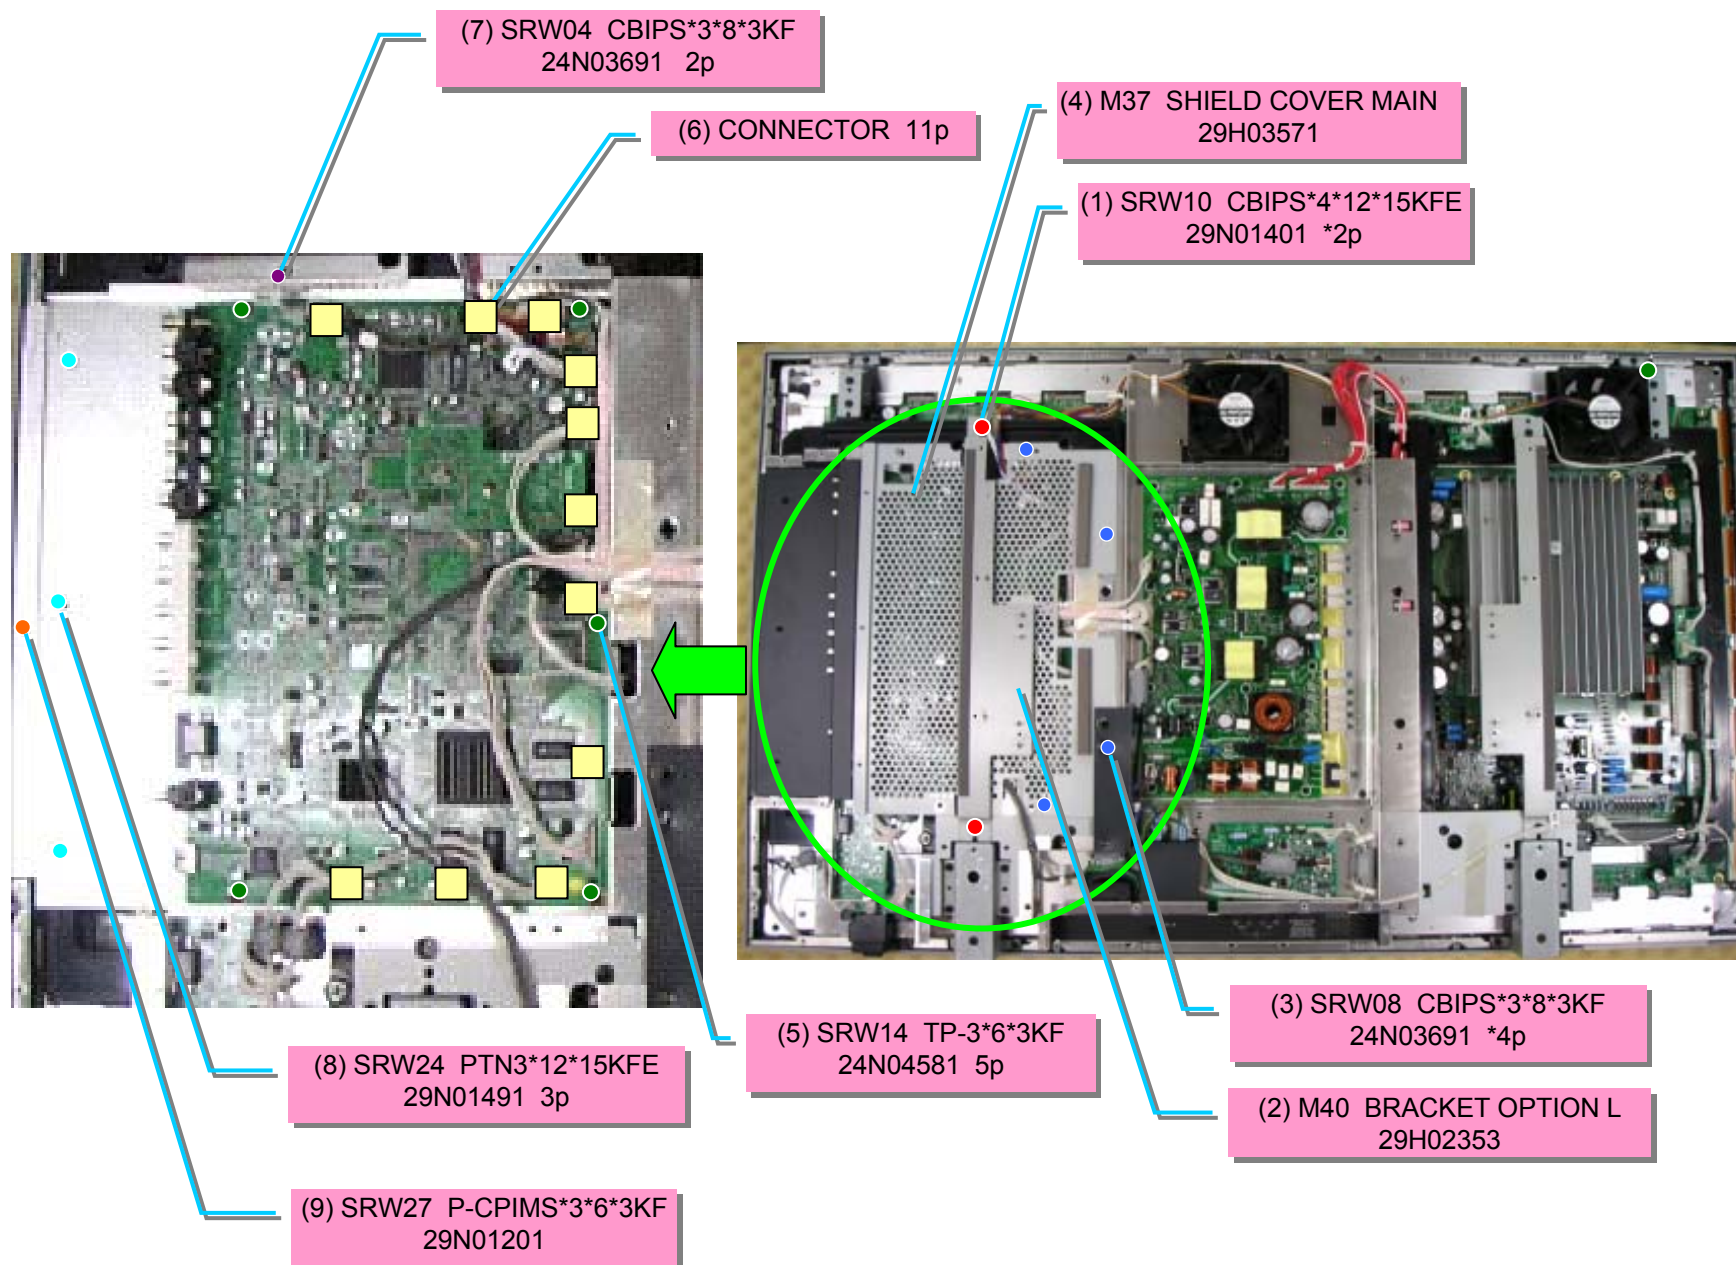 (7) SRW04 CBIPS*3*8*3KF
24N03691 2p
(6) CONNECTOR 11p
(4) M37 SHIELD COVER MAIN
29H03571
(1) SRW10 CBIPS*4*12*15KFE
29N01401 *2p
(3) SRW08 CBIPS*3*8*3KF
24N03691 *4p
(5) SRW14 TP-3*6*3KF
24N04581 5p
(8) SRW24 PTN3*12*15KFE
29N01491 3p
(2) M40 BRACKET OPTION L
29H02353
(9) SRW27 P-CPIMS*3*6*3KF
29N01201